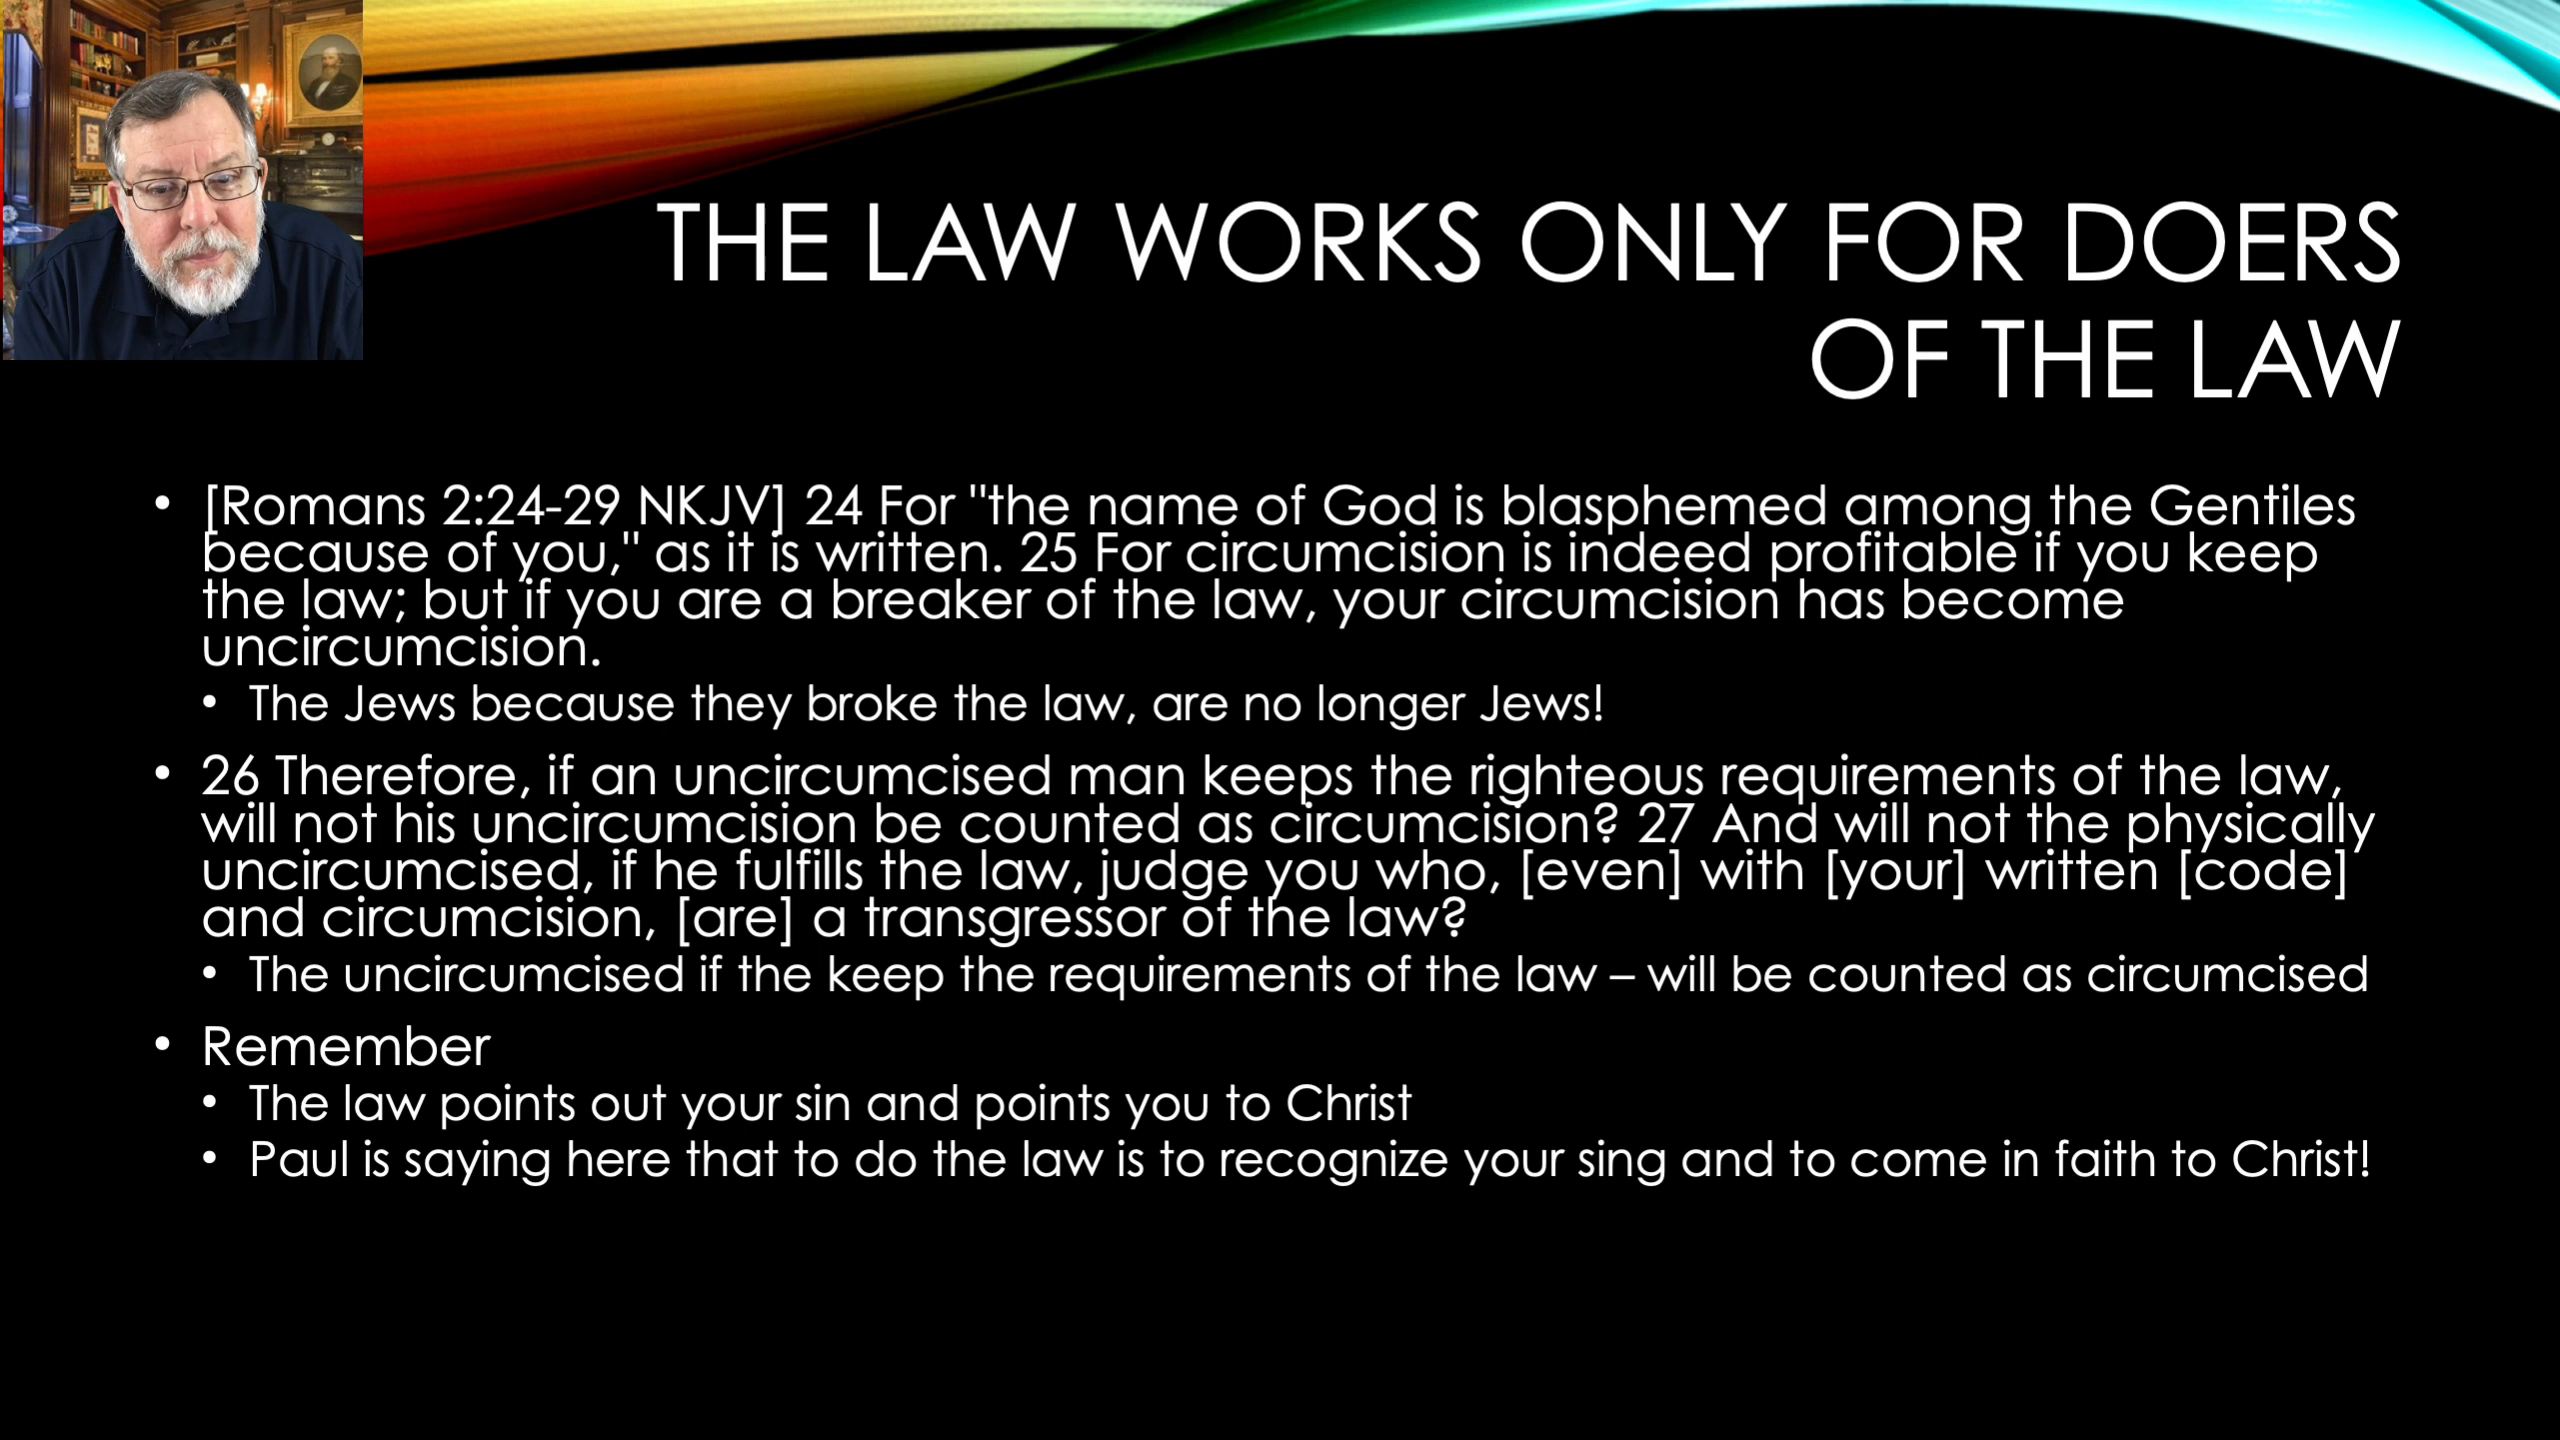 THE LAW WORKS ONLY FOR DOERS
OF THE LAW
• [Romans 2:24-29 NKJV] 24 For "the name of God is blasphemed among the Gentiles
because of you," as it is written. 25 For circumcision is indeed profitable if you keep
the law; but if you are a breaker of the law, your circumcision has become
uncircumcision.
• The Jews because they broke the law, are no longer Jews!
• 26 Therefore, if an uncircumcised man keeps the righteous requirements of the law,
will not his uncircumcision be counted as circumcision? 27 And will not the physically
uncircumcised, if he fulfills the law, judge you who, [even] with [your] written [code]
and circumcision, [are] a transgressor of the law?
• The uncircumcised if the keep the requirements of the law – will be counted as circumcised
• Remember
• The law points out your sin and points you to Christ
• Paul is saying here that to do the law is to recognize your sing and to come in faith to Christ!